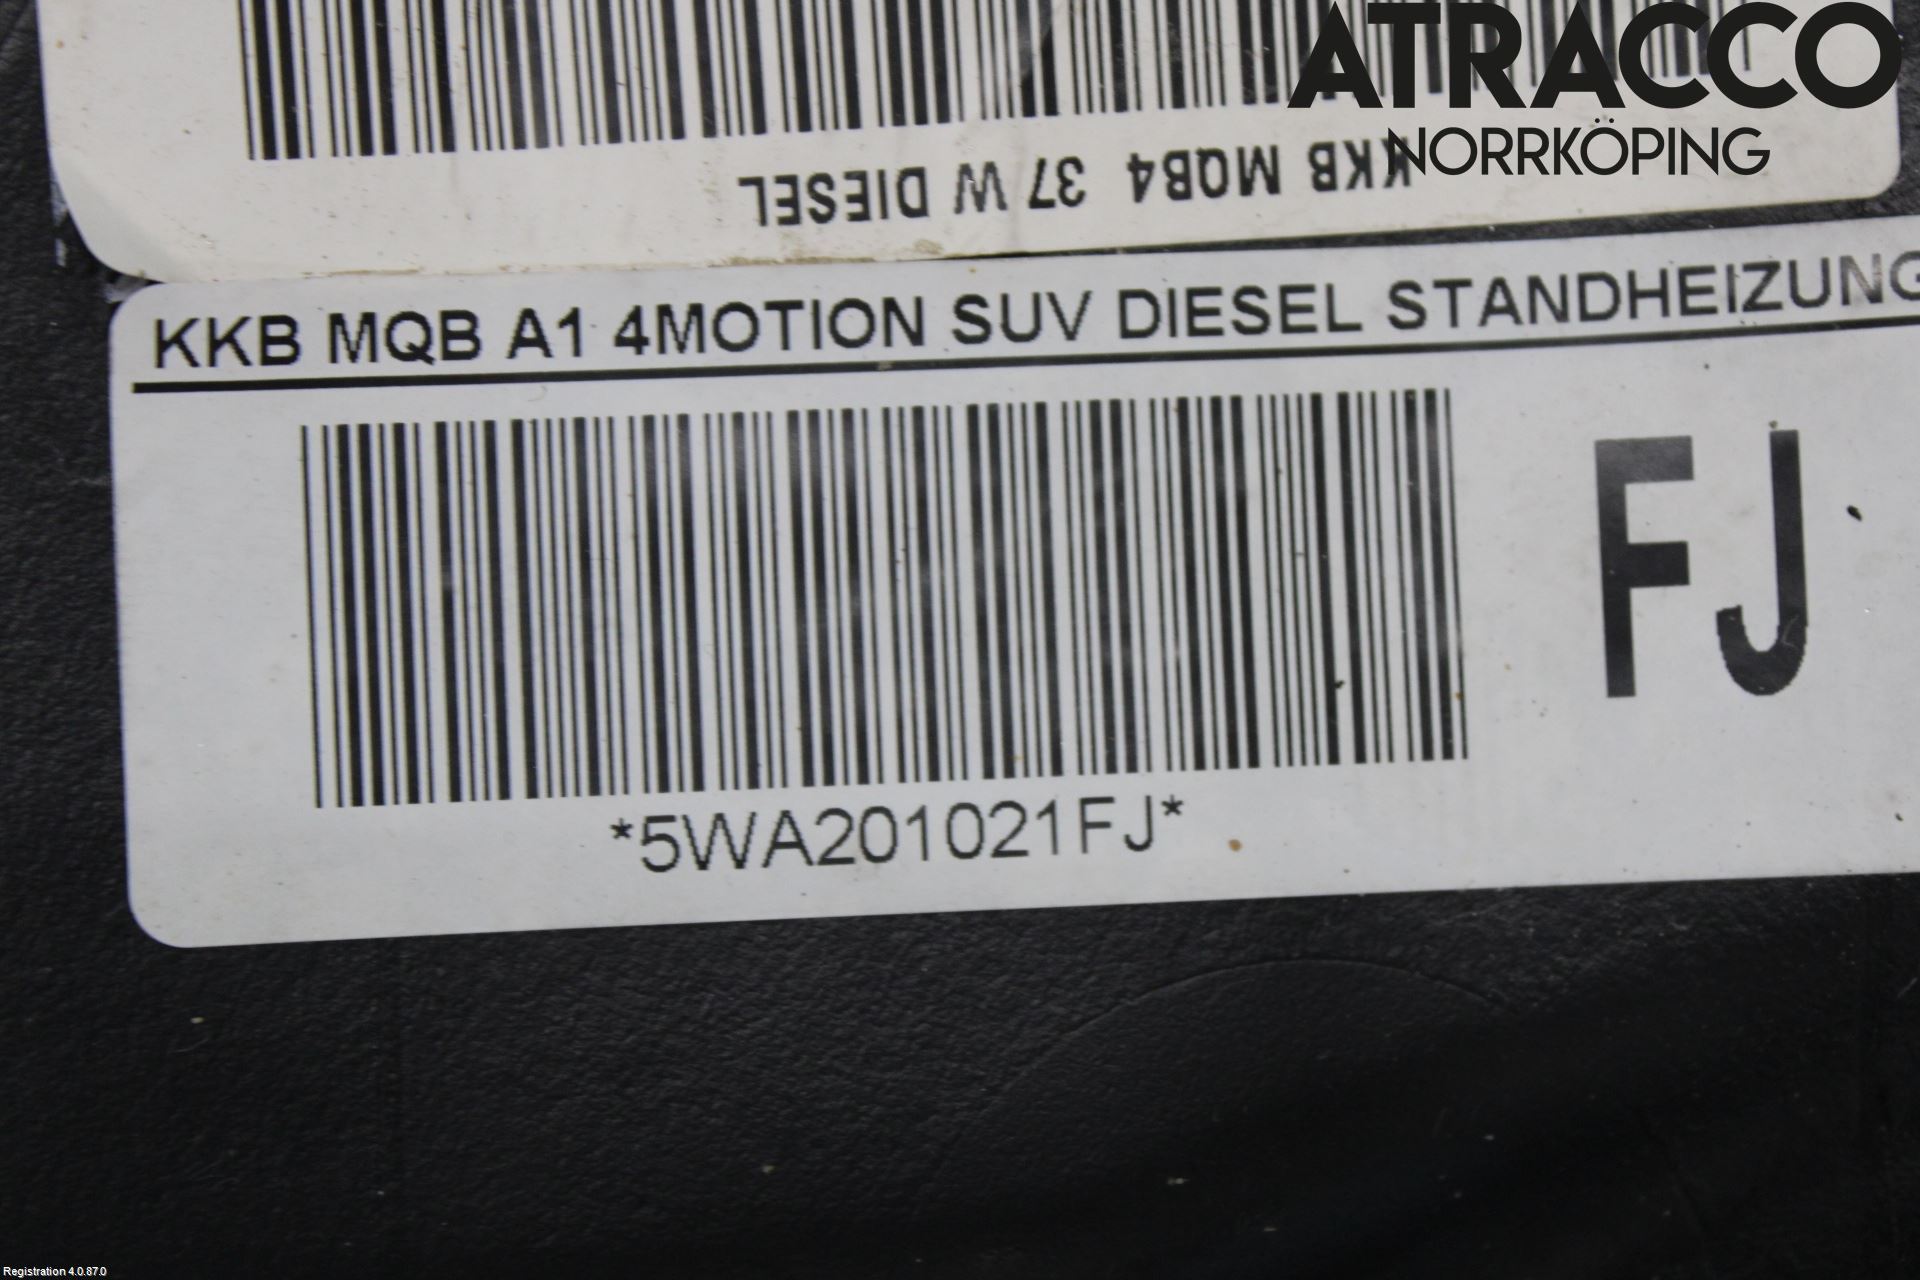 ATRACCO
NORRKÖPING
KKB MQB4 37 W DIESEL
KKB MQB A1 4MOTION SUV DIESEL STANDHEIZUNG
FJ
*5WA201021FJ*
Registration 4.0.87.0